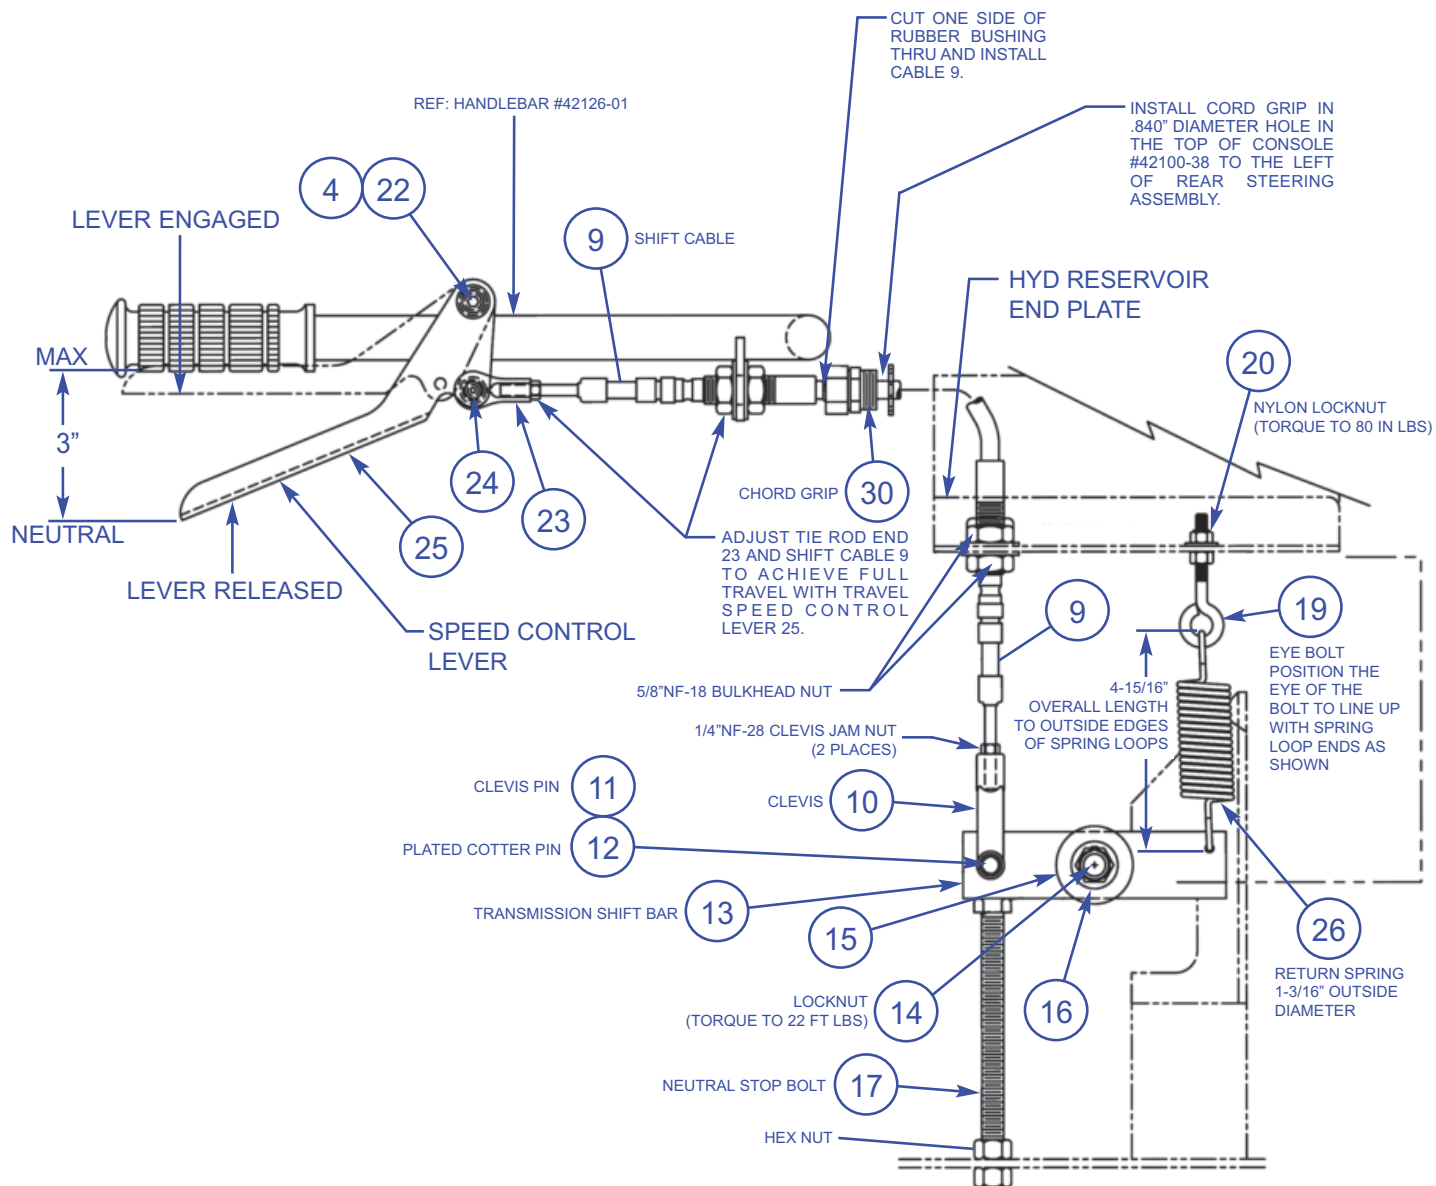 CUT ONE SIDE OF
RUBBER BUSHING
THRU AND INSTALL
CABLE 9.
REF: HANDLEBAR #42126-01
INSTALL CORD GRIP IN
.840” DIAMETER HOLE IN
THE TOP OF CONSOLE
#42100-38 TO THE LEFT
OF REAR STEERING
ASSEMBLY.
4
22
LEVER ENGAGED
9
SHIFT CABLE
HYD RESERVOIR
END PLATE
MAX
3”
NEUTRAL
20
NYLON LOCKNUT
(TORQUE TO 80 IN LBS)
24
23
25
CHORD GRIP
30
LEVER RELEASED
SPEED CONTROL
LEVER
ADJUST TIE ROD END
23 AND SHIFT CABLE 9
TO ACHIEVE FULL
TRAVEL WITH TRAVEL
SPEED CONTROL
LEVER 25.
9
19
EYE BOLT
POSITION THE
EYE OF THE
BOLT TO LINE UP
WITH SPRING
LOOP ENDS AS
SHOWN
5/8”NF-18 BULKHEAD NUT
4-15/16”
OVERALL LENGTH
TO OUTSIDE EDGES
OF SPRING LOOPS
1/4”NF-28 CLEVIS JAM NUT
(2 PLACES)
CLEVIS PIN
11
CLEVIS
10
PLATED COTTER PIN
12
TRANSMISSION SHIFT BAR
13
15
26
RETURN SPRING
1-3/16” OUTSIDE
DIAMETER
LOCKNUT
(TORQUE TO 22 FT LBS)
14
16
NEUTRAL STOP BOLT
17
HEX NUT